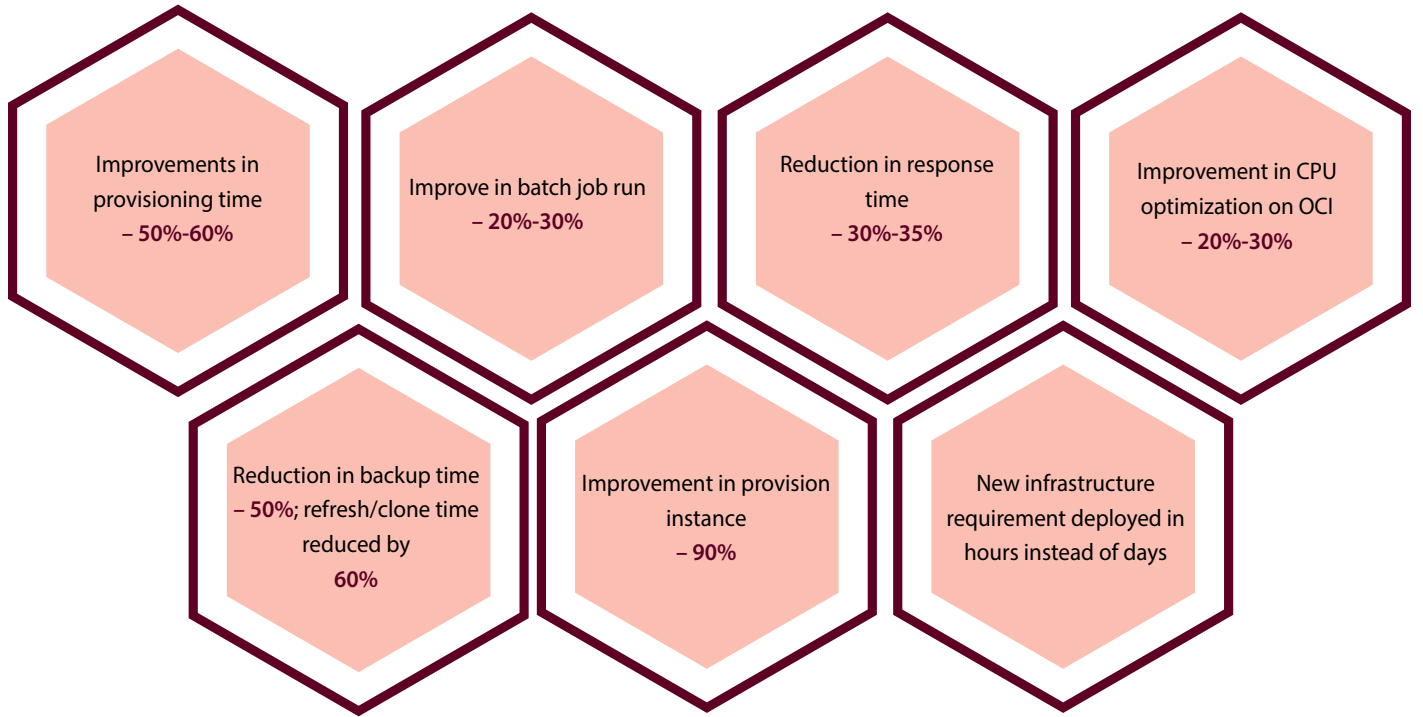 Improvements in
provisioning time
– 50%-60%
Improve in batch job run
– 20%-30%
Reduction in response
time
– 30%-35%
Improvement in CPU
optimization on OCI
– 20%-30%
Reduction in backup time
– 50%; refresh/clone time
reduced by
60%
Improvement in provision
instance
– 90%
New infrastructure
requirement deployed in
hours instead of days